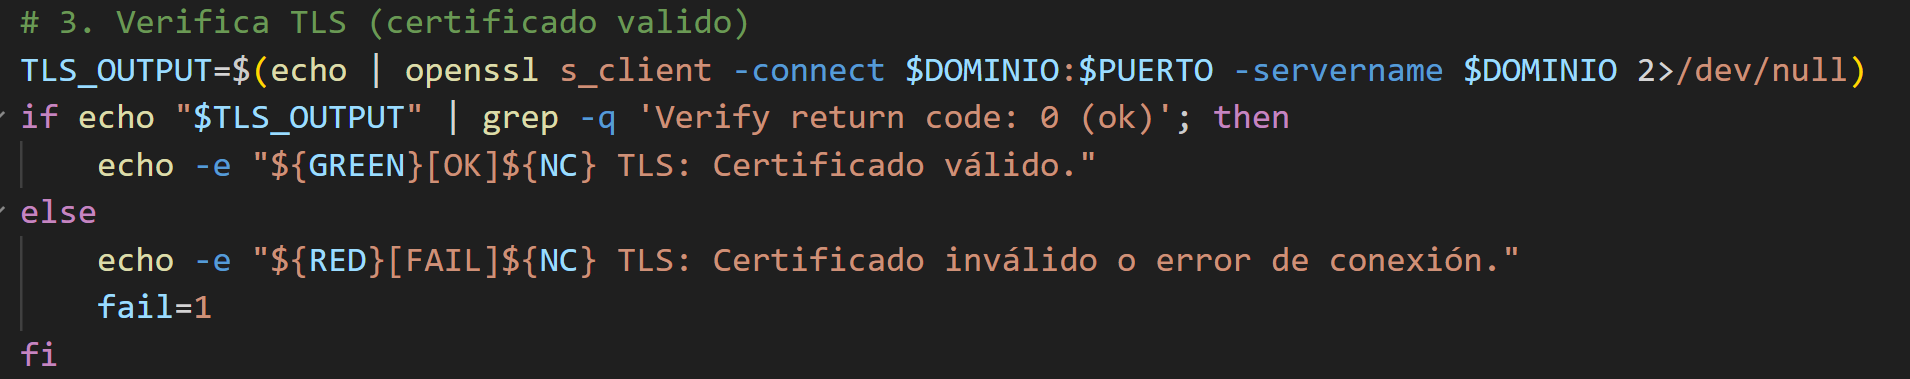 # 3. Verifica TLS (certificado valido)
TLS_OUTPUT=$(echo | openssl s_client -connect $DOMINIO:$PUERTO -servername $DOMINIO 2>/dev/null)
if echo "$TLS_OUTPUT" | grep -q 'Verify return code: 0 (ok)'; then
    echo -e "${GREEN}[OK]${NC} TLS: Certificado válido."
else
    echo -e "${RED}[FAIL]${NC} TLS: Certificado inválido o error de conexión."
    fail=1
fi